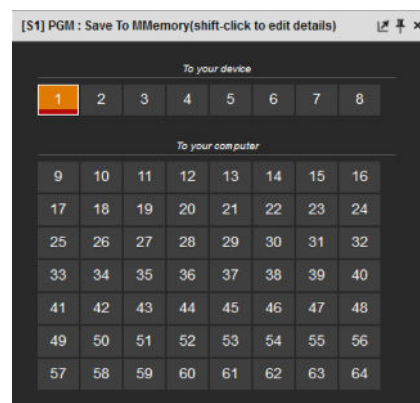 [S1] PGM : Save To MMemory(shift-click to edit details)
To your device
1 2 3 4 5 6 7 8
To your computer
9 10 11 12 13 14 15 16
17 18 19 20 21 22 23 24
25 26 27 28 29 30 31 32
33 34 35 36 37 38 39 40
41 42 43 44 45 46 47 48
49 50 51 52 53 54 55 56
57 58 59 60 61 62 63 64